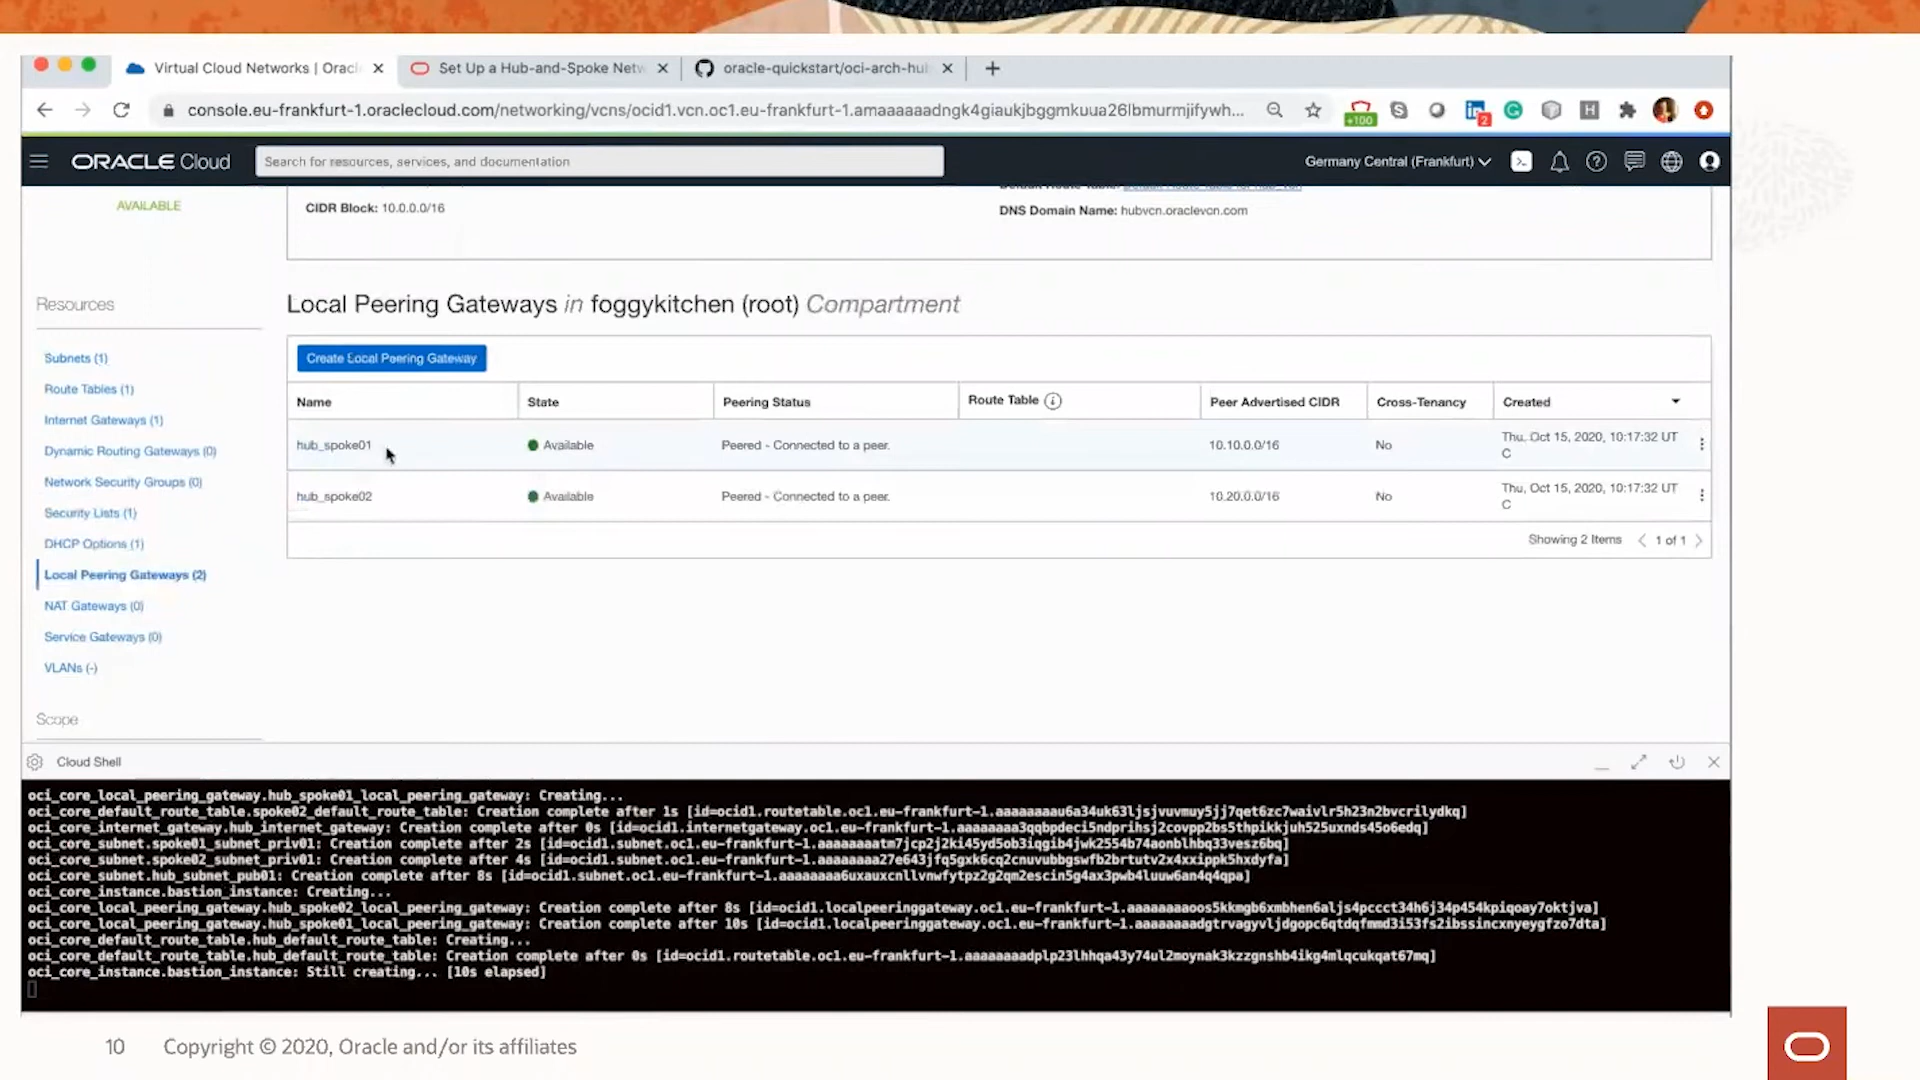 Virtual Cloud Networks | Oracl
Set Up a Hub-and-Spoke Netw
oracle-quickstart/oci-arch-hub
console.eu-frankfurt-1.oraclecloud.com/networking/vcns/ocid1.vcn.oc1.eu-frankfurt-1.amaaaaaadngk4giaukjbggmkuua26lbmurmjifywh...
+100
2
H
ORACLE Cloud
Search for resources, services, and documentation
Germany Central (Frankfurt)
AVAILABLE
CIDR Block: 10.0.0.0/16
Default Route Table: Default Route Table for hub_vcn
DNS Domain Name: hubvcn.oraclevcn.com
Resources
Subnets (1)
Route Tables (1)
Internet Gateways (1)
Dynamic Routing Gateways (0)
Network Security Groups (0)
Security Lists (1)
DHCP Options (1)
Local Peering Gateways (2)
NAT Gateways (0)
Service Gateways (0)
VLANs (-)
Scope
Local Peering Gateways in foggykitchen (root) Compartment
Create Local Peering Gateway
Name State Peering Status Route Table Peer Advertised CIDR Cross-Tenancy Created
hub_spoke01 Available Peered - Connected to a peer. 10.10.0.0/16 No Thu, Oct 15, 2020, 10:17:32 UT
C
hub_spoke02 Available Peered - Connected to a peer. 10.20.0.0/16 No Thu, Oct 15, 2020, 10:17:32 UT
C
Showing 2 Items < 1 of 1 >
Cloud Shell
oci_core_local_peering_gateway.hub_spoke01_local_peering_gateway: Creating...
oci_core_default_route_table.spoke02_default_route_table: Creation complete after 1s [id=ocid1.routetable.oc1.eu-frankfurt-1.aaaaaaaau6a34uk63ljsjvuvmuy5jj7qet6zc7waivlr5h23n2bvcrilydkq]
oci_core_internet_gateway.hub_internet_gateway: Creation complete after 0s [id=ocid1.internetgateway.oc1.eu-frankfurt-1.aaaaaaaa3qqbpdeci5ndprihsj2covpp2bs5thpikkjuh525uxnds45o6edq]
oci_core_subnet.spoke01_subnet_priv01: Creation complete after 2s [id=ocid1.subnet.oc1.eu-frankfurt-1.aaaaaaaatm7jcp2j2ki45yd5ob3iqgib4jwk2554b74aonblhbq33vesz6bq]
oci_core_subnet.spoke02_subnet_priv01: Creation complete after 4s [id=ocid1.subnet.oc1.eu-frankfurt-1.aaaaaaaa27e643jfq5gxk6cq2cnuvubbgswfb2brtutv2x4xxippk5hxdyfa]
oci_core_subnet.hub_subnet_pub01: Creation complete after 8s [id=ocid1.subnet.oc1.eu-frankfurt-1.aaaaaaaa6uxauxcnllvnwfytpz2g2qm2escin5g4ax3pwb4luuw6an4q4qpa]
oci_core_instance.bastion_instance: Creating...
oci_core_local_peering_gateway.hub_spoke02_local_peering_gateway: Creation complete after 8s [id=ocid1.localpeeringgateway.oc1.eu-frankfurt-1.aaaaaaaaoos5kkmgb6xmbhen6aljs4pccct34h6j34p454kpiqoay7oktjva]
oci_core_local_peering_gateway.hub_spoke01_local_peering_gateway: Creation complete after 10s [id=ocid1.localpeeringgateway.oc1.eu-frankfurt-1.aaaaaaaadgtrvagyvljdgopc6qtdqfmmd3i53fs2ibssincxnyeygfzo7dta]
oci_core_default_route_table.hub_default_route_table: Creating...
oci_core_default_route_table.hub_default_route_table: Creation complete after 0s [id=ocid1.routetable.oc1.eu-frankfurt-1.aaaaaaaadplp23lhhqa43y74ul2moynak3kzzgnshb4ikg4mlqcukqat67mq]
oci_core_instance.bastion_instance: Still creating... [10s elapsed]
10 Copyright © 2020, Oracle and/or its affiliates